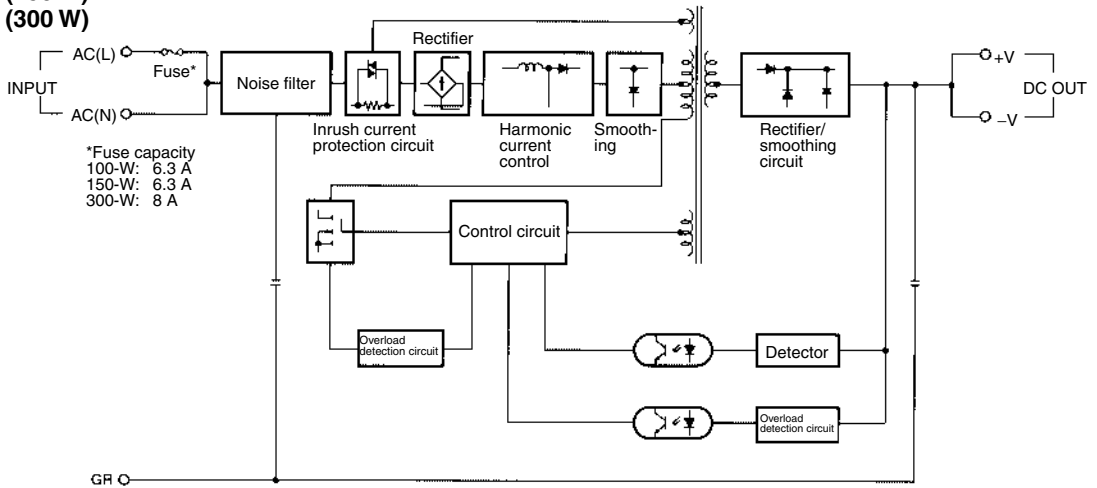 (300 W)
AC(L)
Fuse*
INPUT
AC(N)
*Fuse capacity
100-W: 6.3 A
150-W: 6.3 A
300-W: 8 A
Noise filter
Inrush current
protection circuit
Rectifier
Harmonic
current
control
Smooth-
ing
Rectifier/
smoothing
circuit
+V
DC OUT
−V
Control circuit
Overload
detection circuit
Detector
Overload
detection circuit